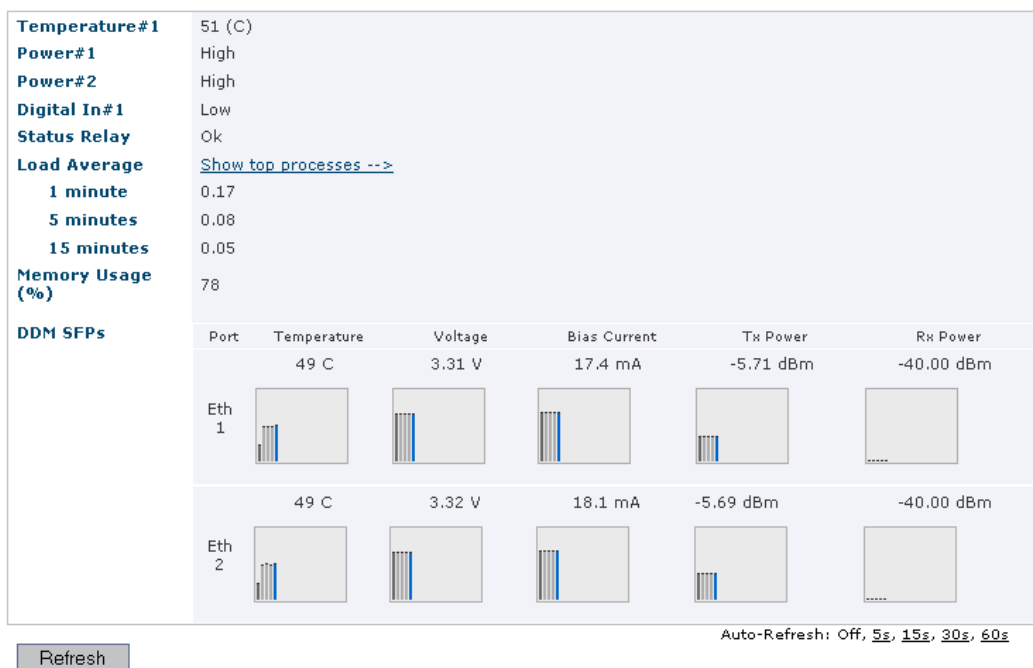 Temperature#1 51 (C)
Power#1 High
Power#2 High
Digital In#1 Low
Status Relay Ok
Load Average Show top processes -->
1 minute 0.17
5 minutes 0.08
15 minutes 0.05
Memory Usage
(%) 78
DDM SFPs
Port Temperature Voltage Bias Current Tx Power Rx Power
49 C 3.31 V 17.4 mA -5.71 dBm -40.00 dBm
Eth
1
49 C 3.32 V 18.1 mA -5.69 dBm -40.00 dBm
Eth
2
Auto-Refresh: Off, 5s, 15s, 30s, 60s
Refresh